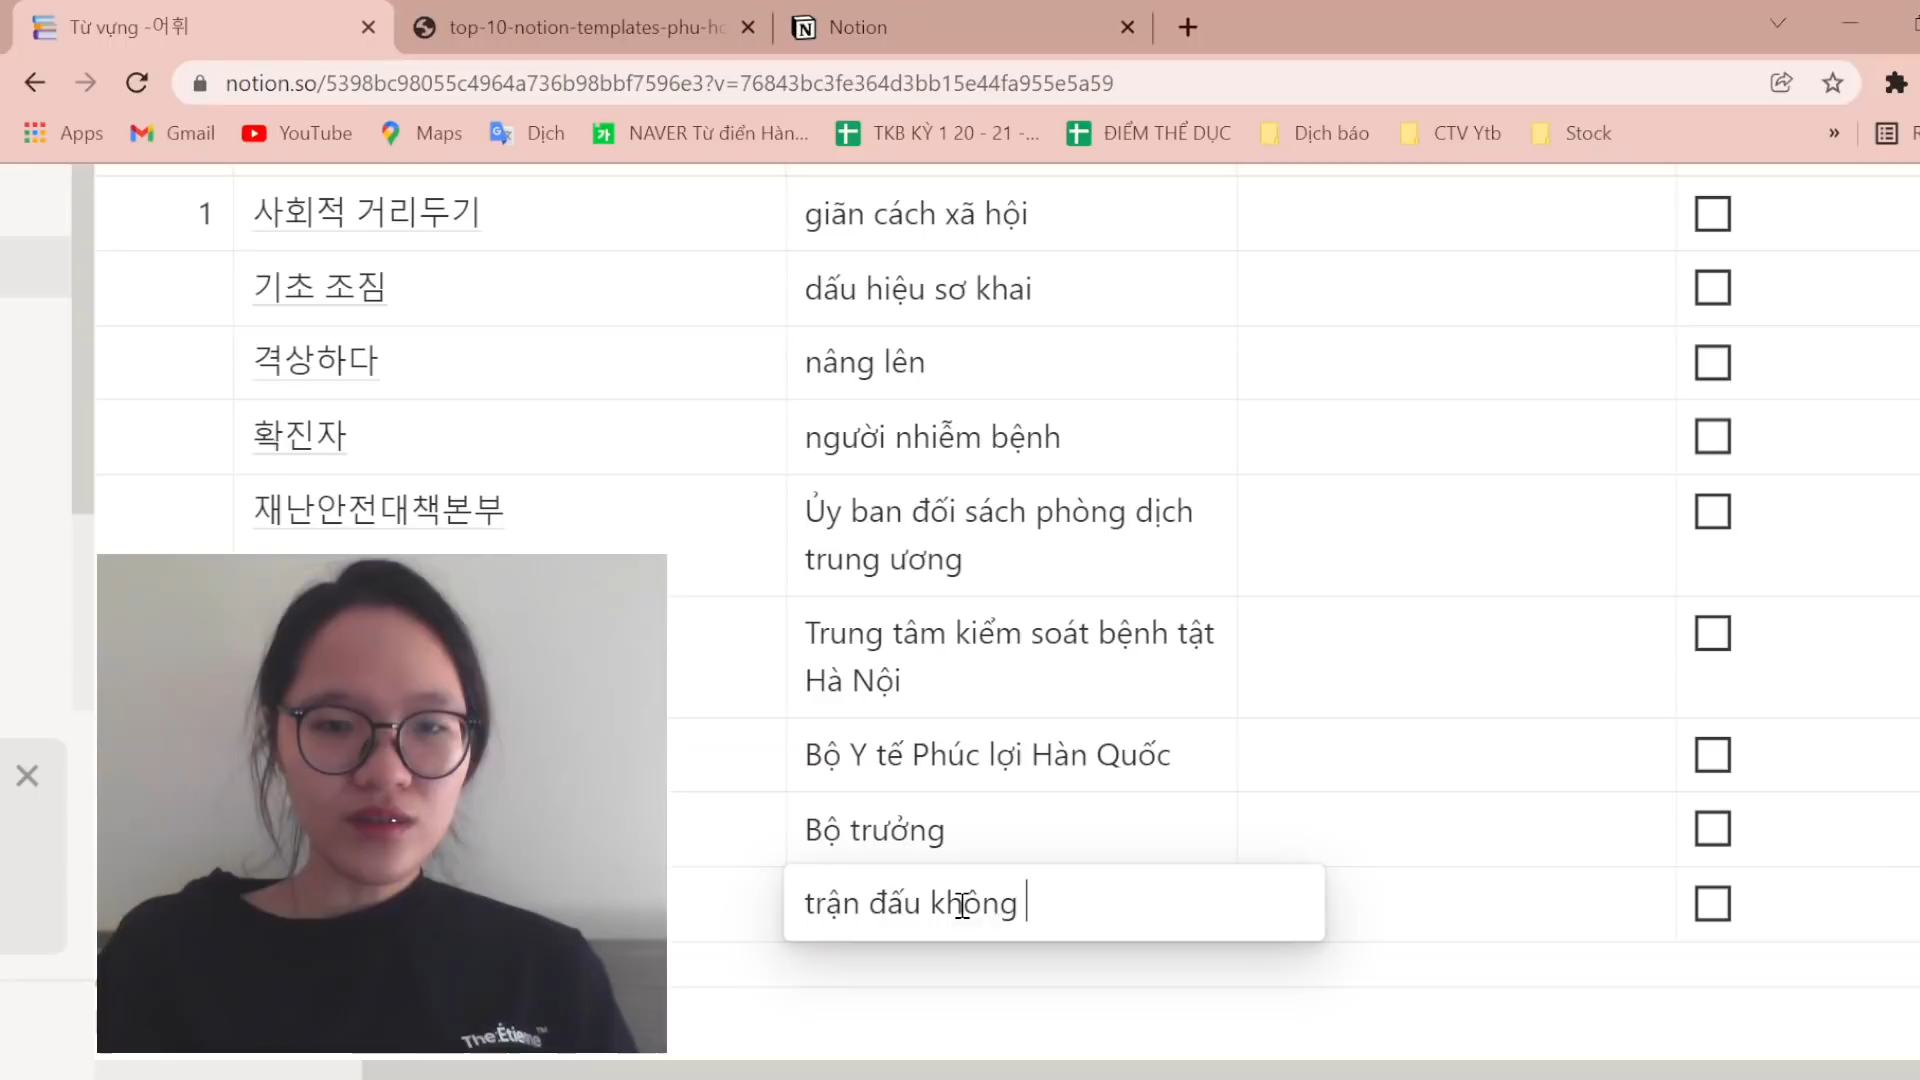 Từ vựng -어휘
top-10-notion-templates-phu-hc
Notion
notion.so/5398bc98055c4964a736b98bbf7596e3?v=76843bc3fe364d3bb15e44fa955e5a59
Apps
Gmail
YouTube
Maps
Dịch
NAVER Từ điển Hàn...
TKB KỲ 1 20 - 21 -...
ĐIỂM THỂ DỤC
Dịch báo
CTV Ytb
Stock
»
1
사회적 거리두기
giãn cách xã hội
기초 조짐
dấu hiệu sơ khai
격상하다
nâng lên
확진자
người nhiễm bệnh
재난안전대책본부
Ủy ban đối sách phòng dịch
trung ương
Trung tâm kiểm soát bệnh tật
Hà Nội
Bộ Y tế Phúc lợi Hàn Quốc
Bộ trưởng
trận đấu không
The:Étieme™